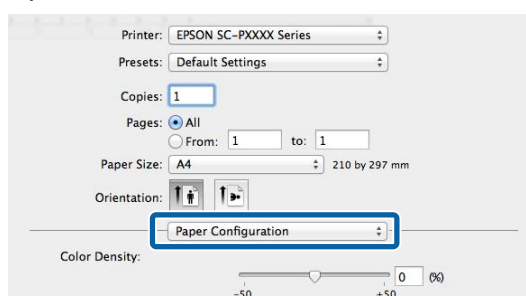 Printer: EPSON SC-PXXXX Series
Presets: Default Settings
Copies: 1
Pages: All
From: 1 to: 1
Paper Size: A4 210 by 297 mm
Orientation:
Paper Configuration
Color Density:
0 (%)
-50 +50